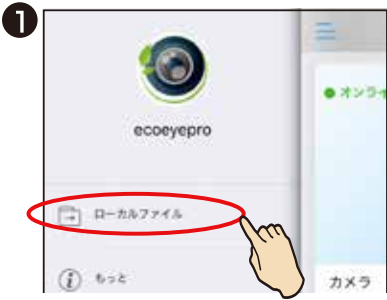 1
ecoeyepro
オンライ
ローカルファイル
もっと
カメラ